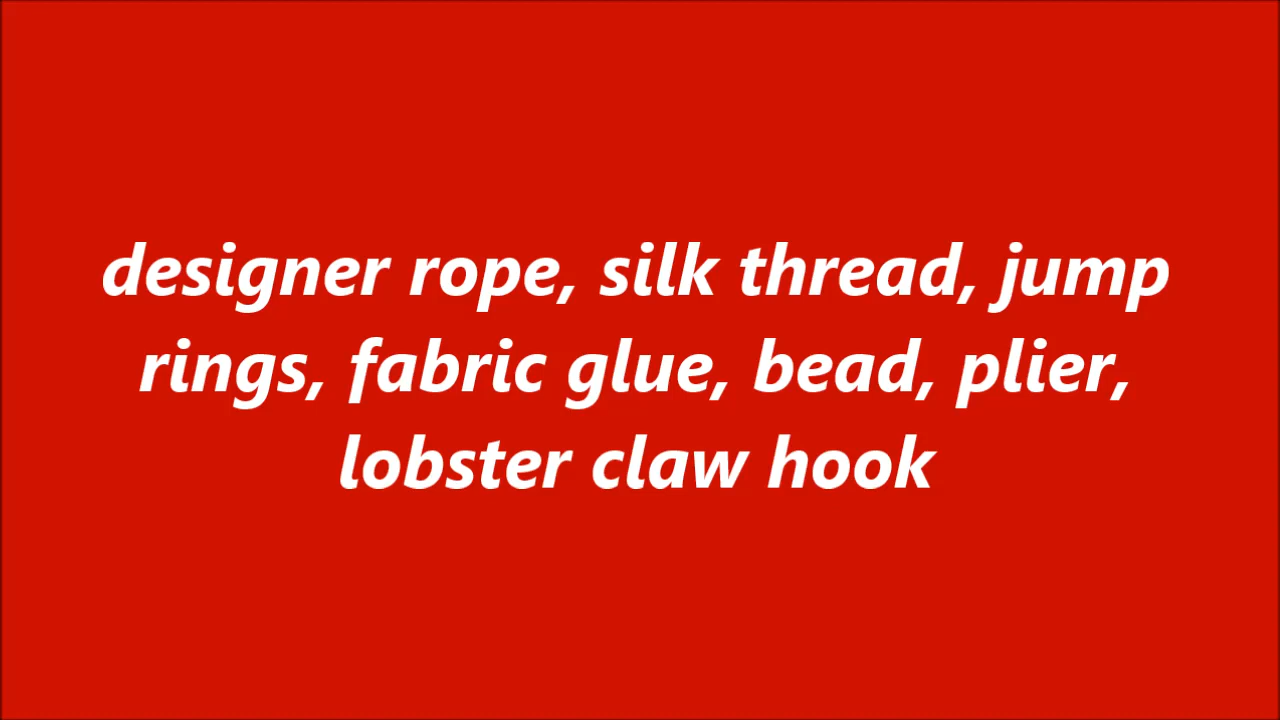 designer rope, silk thread, jump
rings, fabric glue, bead, plier,
lobster claw hook